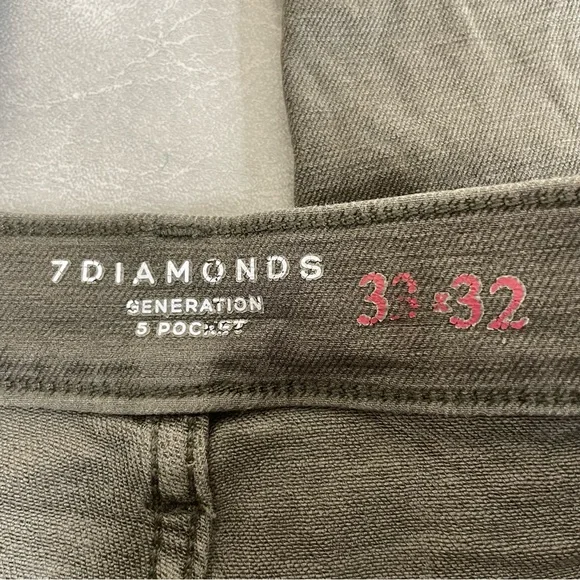 7DIAMONDS
GENERATION
5 POCKET
33x32